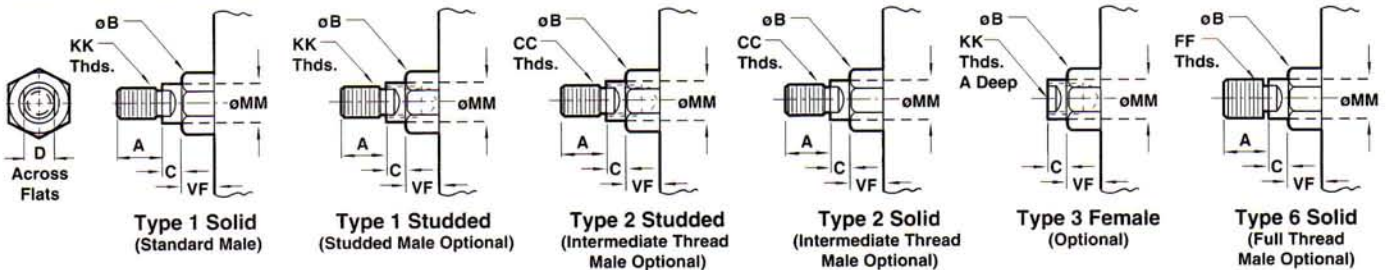 D
Across
Flats
øB
KK
Thds.
øMM
A
C
VF
Type 1 Solid
(Standard Male)
øB
KK
Thds.
øMM
A
C
VF
Type 1 Studded
(Studded Male Optional)
øB
CC
Thds.
øMM
A
C
VF
Type 2 Studded
(Intermediate Thread
Male Optional)
øB
CC
Thds.
øMM
A
C
VF
Type 2 Solid
(Intermediate Thread
Male Optional)
øB
KK
Thds.
A Deep
øMM
C
VF
Type 3 Female
(Optional)
øB
FF
Thds.
øMM
A
C
VF
Type 6 Solid
(Full Thread
Male Optional)